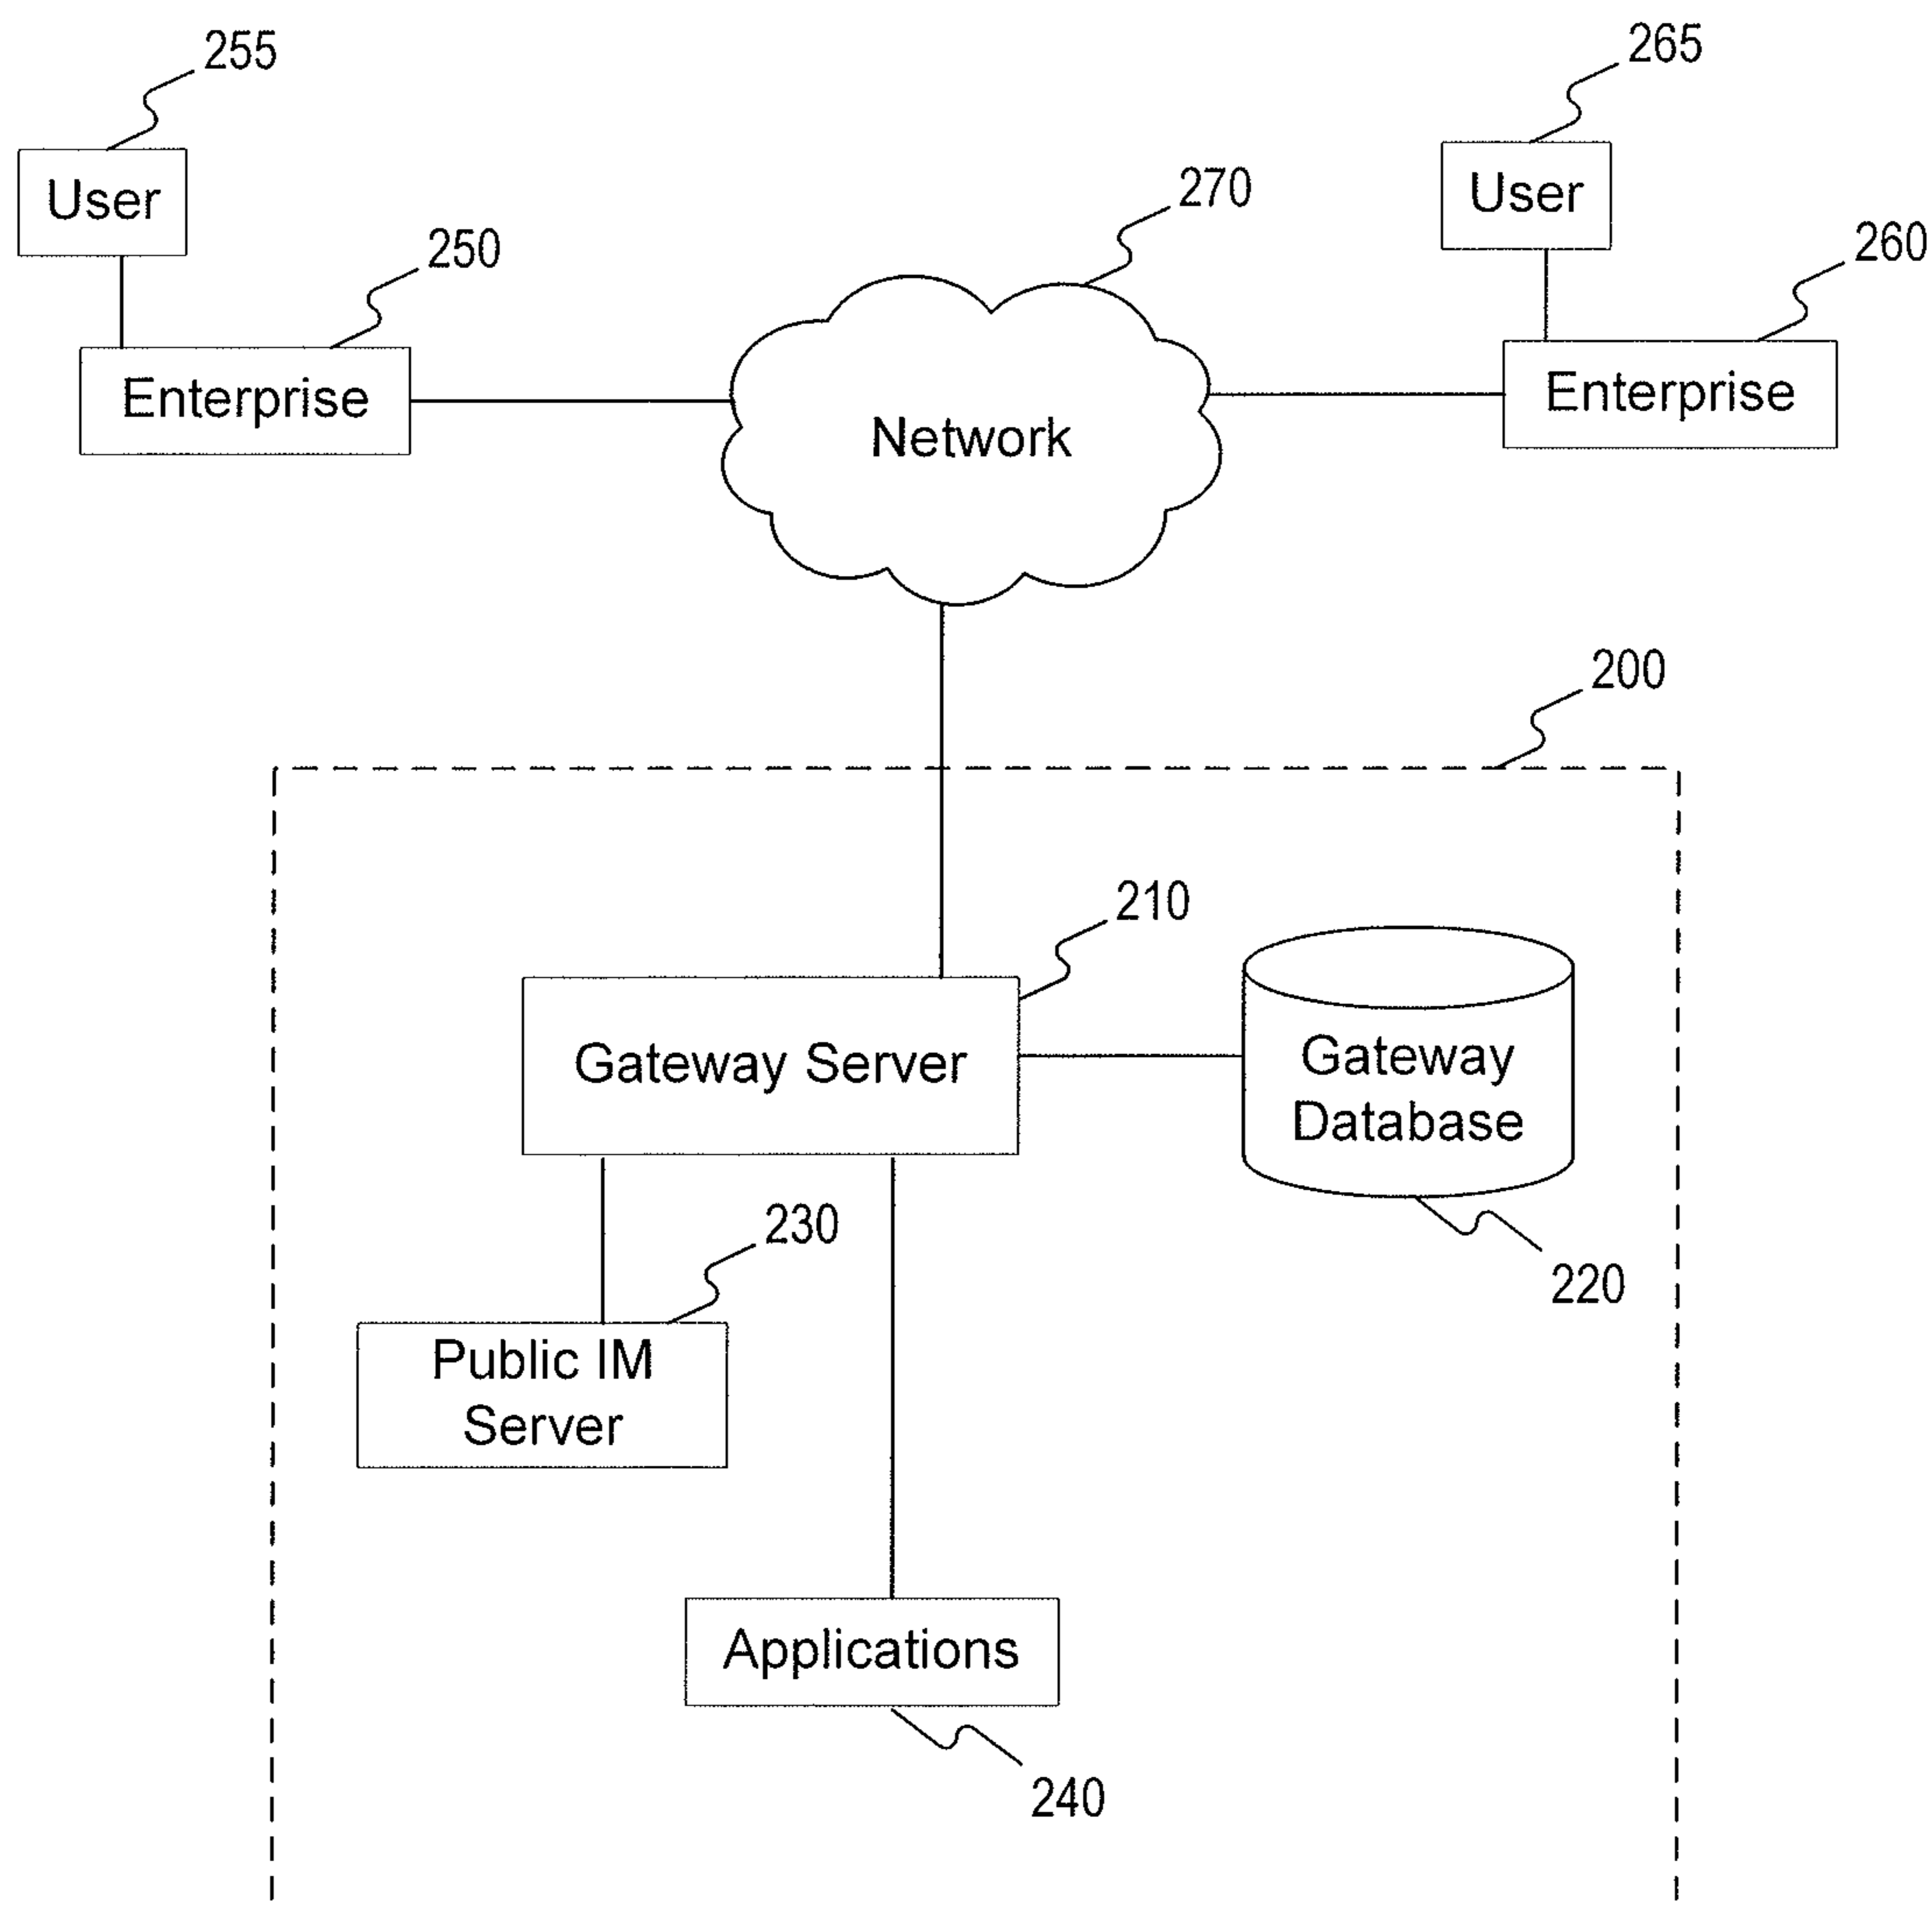 255
265
User
User
270
250
260
Enterprise
Enterprise
Network
200
210
Gateway Server
Gateway
Database
230
220
Public IM
Server
Applications
240